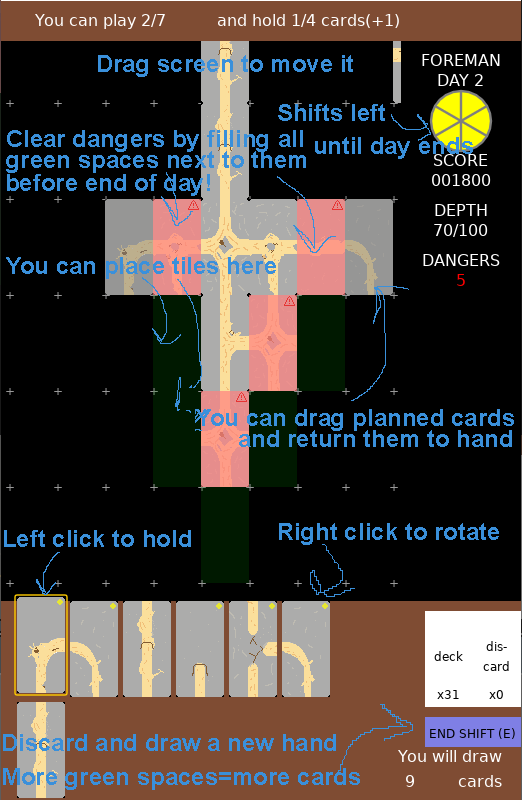 You can play 2/7 and hold 1/4 cards(+1)
Drag screen to move it
FOREMAN
DAY 2
Shifts left
until day ends
Clear dangers by filling all
green spaces next to them
before end of day!
SCORE
001800
DEPTH
70/100
DANGERS
5
You can place tiles here
You can drag planned cards
and return them to hand
Left click to hold
Right click to rotate
deck
x31
dis-
card
x0
END SHIFT (E)
Discard and draw a new hand
More green spaces=more cards
You will draw
9 cards